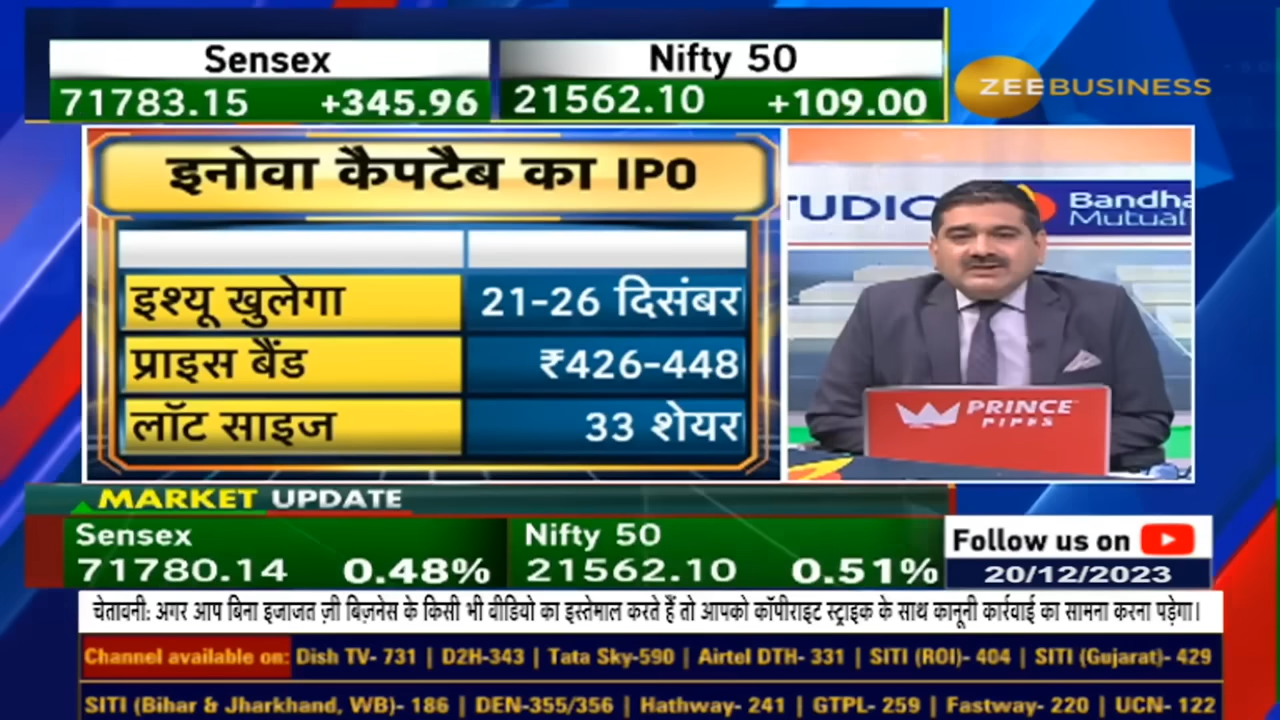 Sensex
71783.15 +345.96
Nifty 50
21562.10 +109.00
ZEEBUSINESS
इनोवा कैपटैब का IPO
इश्यू खुलेगा 21-26 दिसंबर
प्राइस बैंड ₹426-448
लॉट साइज 33 शेयर
TUDIO
Bandha
Mutual
PRINCE
PIPES
MARKET UPDATE
Sensex
71780.14 0.48%
Nifty 50
21562.10 0.51%
Follow us on
20/12/2023
चेतावनी: अगर आप बिना इजाजत ज़ी बिज़नेस के किसी भी वीडियो का इस्तेमाल करते हैं तो आपको कॉपीराइट स्ट्राइक के साथ कानूनी कार्रवाई का सामना करना पड़ेगा।
Channel available on: Dish TV- 731 | D2H-343 | Tata Sky-590 | Airtel DTH- 331 | SITI (ROI)- 404 | SITI (Gujarat)- 429
SITI (Bihar & Jharkhand, WB)- 186 | DEN-355/356 | Hathway- 241 | GTPL- 259 | Fastway- 220 | UCN- 122